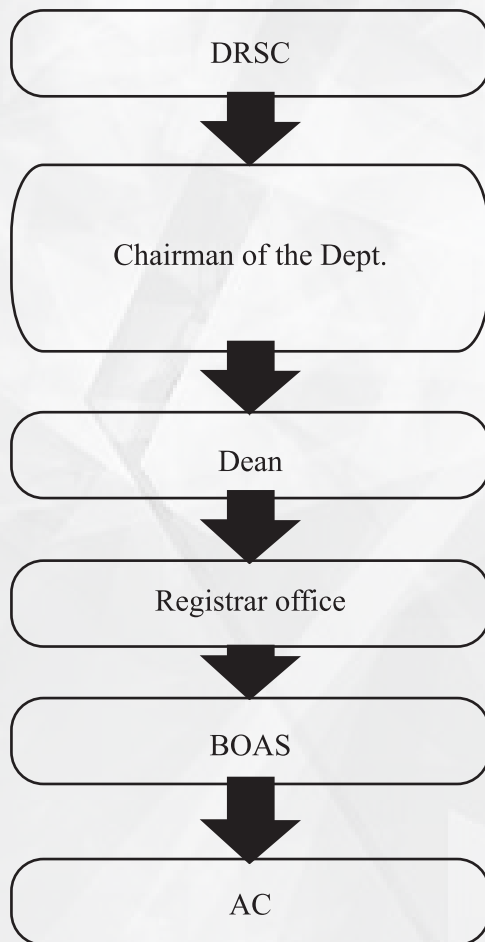 DRSC
Chairman of the Dept.
Dean
Registrar office
BOAS
AC